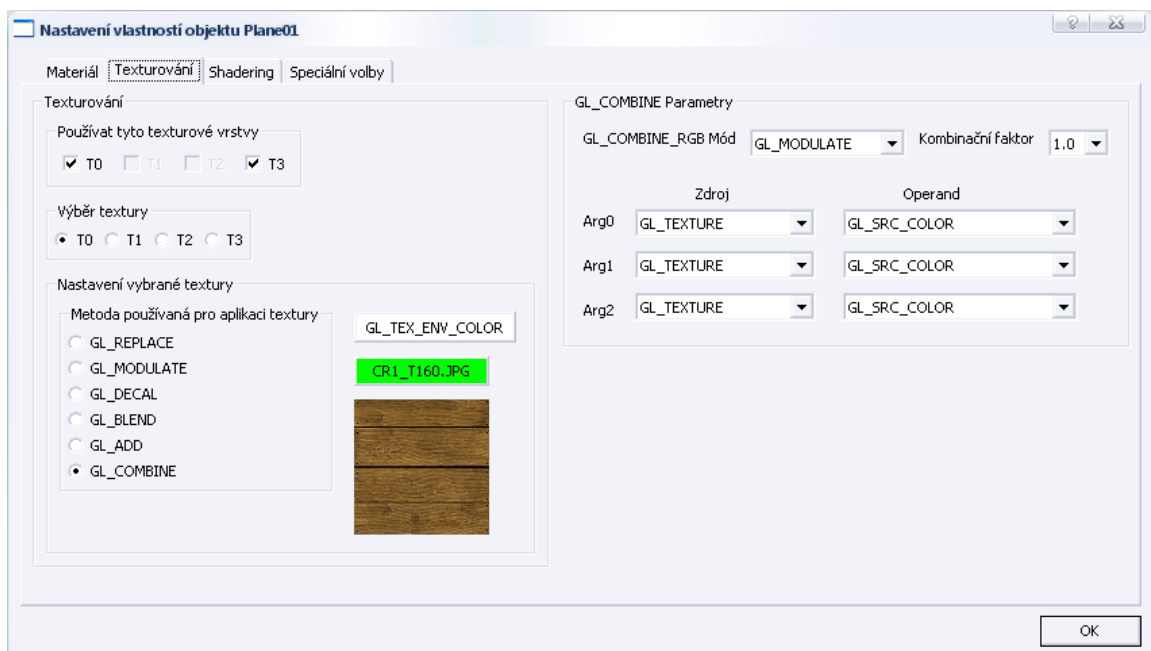 Nastavení vlastností objektu Plane01
Materiál Texturování Shadering Speciální volby
Texturování
Používat tyto texturové vrstvy
T0 T1 T2 T3
Výběr textury
T0 T1 T2 T3
Nastavení vybrané textury
Metoda používaná pro aplikaci textury
GL_REPLACE
GL_MODULATE
GL_DECAL
GL_BLEND
GL_ADD
GL_COMBINE
GL_TEX_ENV_COLOR
CR1_T160.JPG
GL_COMBINE Parametry
GL_COMBINE_RGB Mód GL_MODULATE Kombinační faktor 1.0
Zdroj Operand
Arg0 GL_TEXTURE GL_SRC_COLOR
Arg1 GL_TEXTURE GL_SRC_COLOR
Arg2 GL_TEXTURE GL_SRC_COLOR
OK